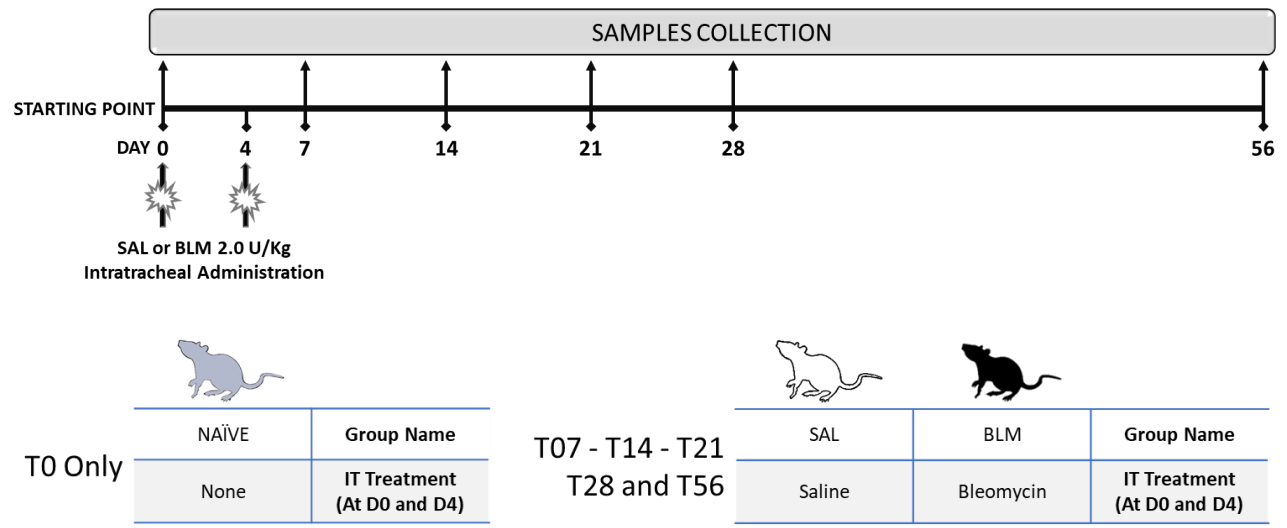 SAMPLES COLLECTION
STARTING POINT
DAY 0 4 7 14 21 28 56
SAL or BLM 2.0 U/Kg
Intratracheal Administration
T0 Only
NAÏVE Group Name
None IT Treatment
(At D0 and D4)
T07 - T14 - T21
T28 and T56
SAL BLM Group Name
Saline Bleomycin IT Treatment
(At D0 and D4)